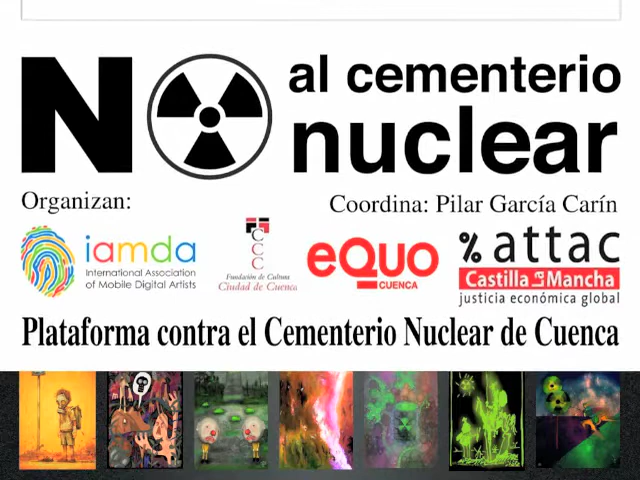 NO al cementerio
nuclear
Organizan:
Coordina: Pilar García Carín
iamda
International Association
of Mobile Digital Artists
CCC
Fundación de Cultura
Ciudad de Cuenca
eQuo
CUENCA
% attac
Castilla La Mancha
justicia económica global
Plataforma contra el Cementerio Nuclear de Cuenca